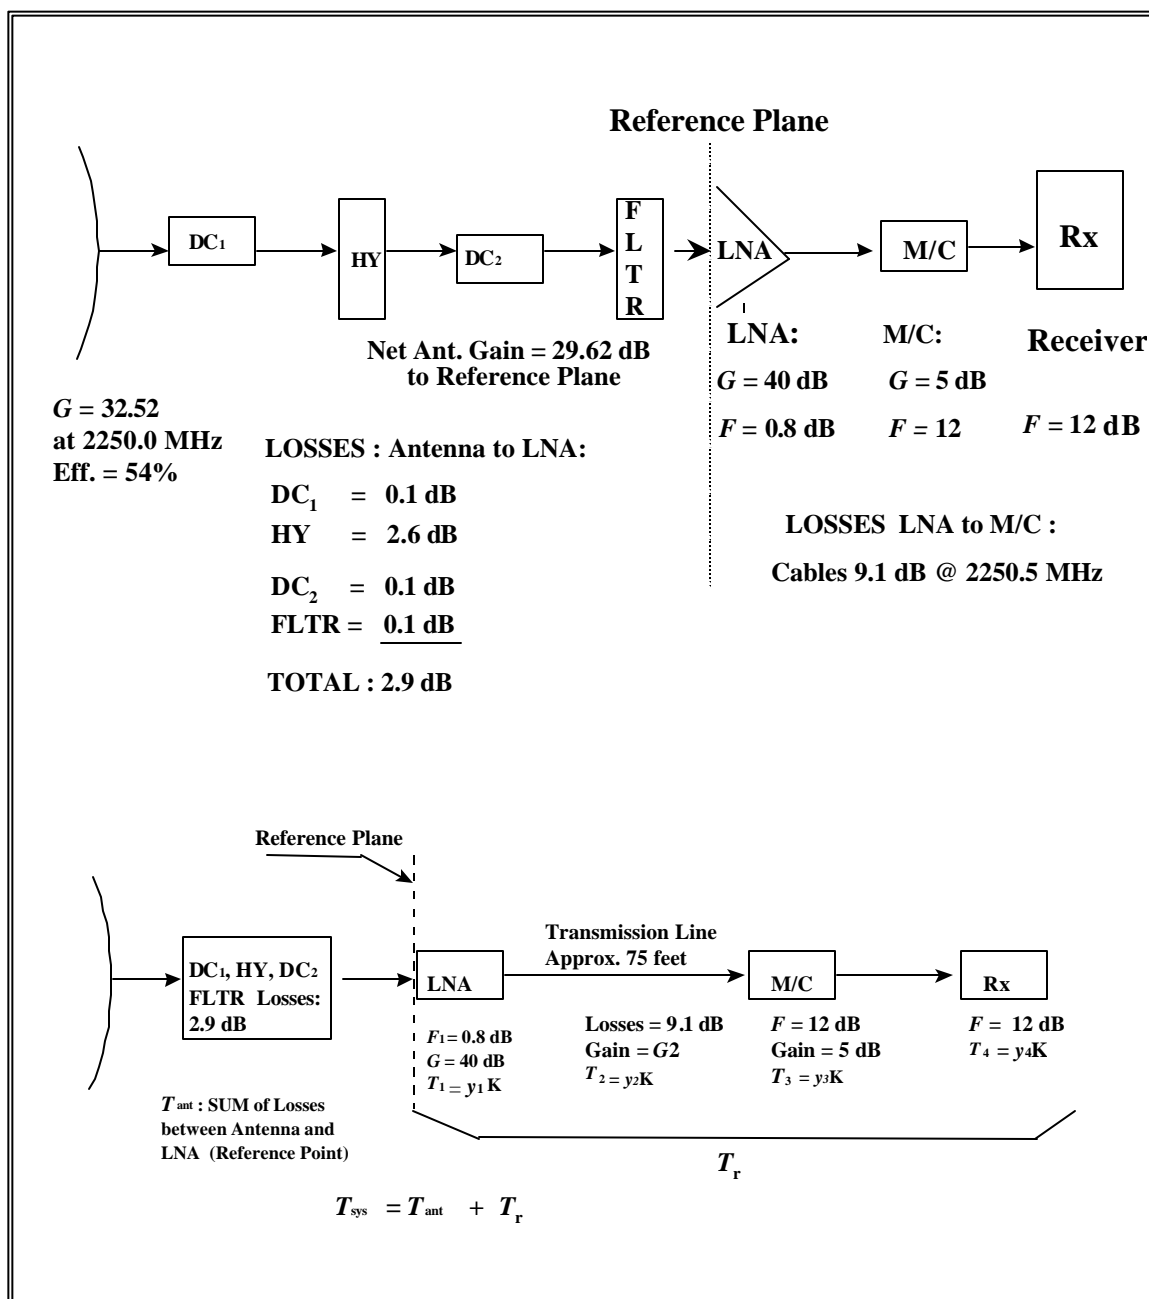 Reference Plane
DC1
HY
DC2
F
L
T
R
LNA
M/C
Rx
Net Ant. Gain = 29.62 dB
to Reference Plane
G = 32.52
at 2250.0 MHz
Eff. = 54%
LOSSES : Antenna to LNA:
DC1 = 0.1 dB
HY = 2.6 dB
DC2 = 0.1 dB
FLTR = 0.1 dB
TOTAL : 2.9 dB
LNA:
G = 40 dB
F = 0.8 dB
M/C:
G = 5 dB
F = 12
Receiver
F = 12 dB
LOSSES LNA to M/C :
Cables 9.1 dB @ 2250.5 MHz
Reference Plane
DC1, HY, DC2
FLTR Losses:
2.9 dB
LNA
Transmission Line
Approx. 75 feet
M/C
Rx
F1 = 0.8 dB
G = 40 dB
T1 = y1 K
Losses = 9.1 dB
Gain = G2
T2 = y2K
F = 12 dB
Gain = 5 dB
T3 = y3K
F = 12 dB
T4 = y4K
Tant : SUM of Losses
between Antenna and
LNA (Reference Point)
Tr
Tsys = Tant + Tr